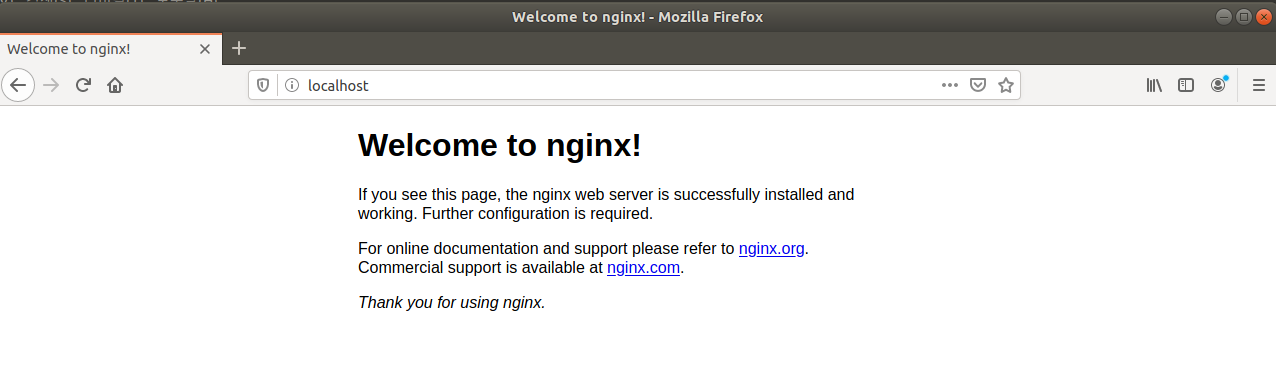 Welcome to nginx! - Mozilla Firefox
Welcome to nginx!
localhost
Welcome to nginx!
If you see this page, the nginx web server is successfully installed and
working. Further configuration is required.
For online documentation and support please refer to nginx.org.
Commercial support is available at nginx.com.
Thank you for using nginx.